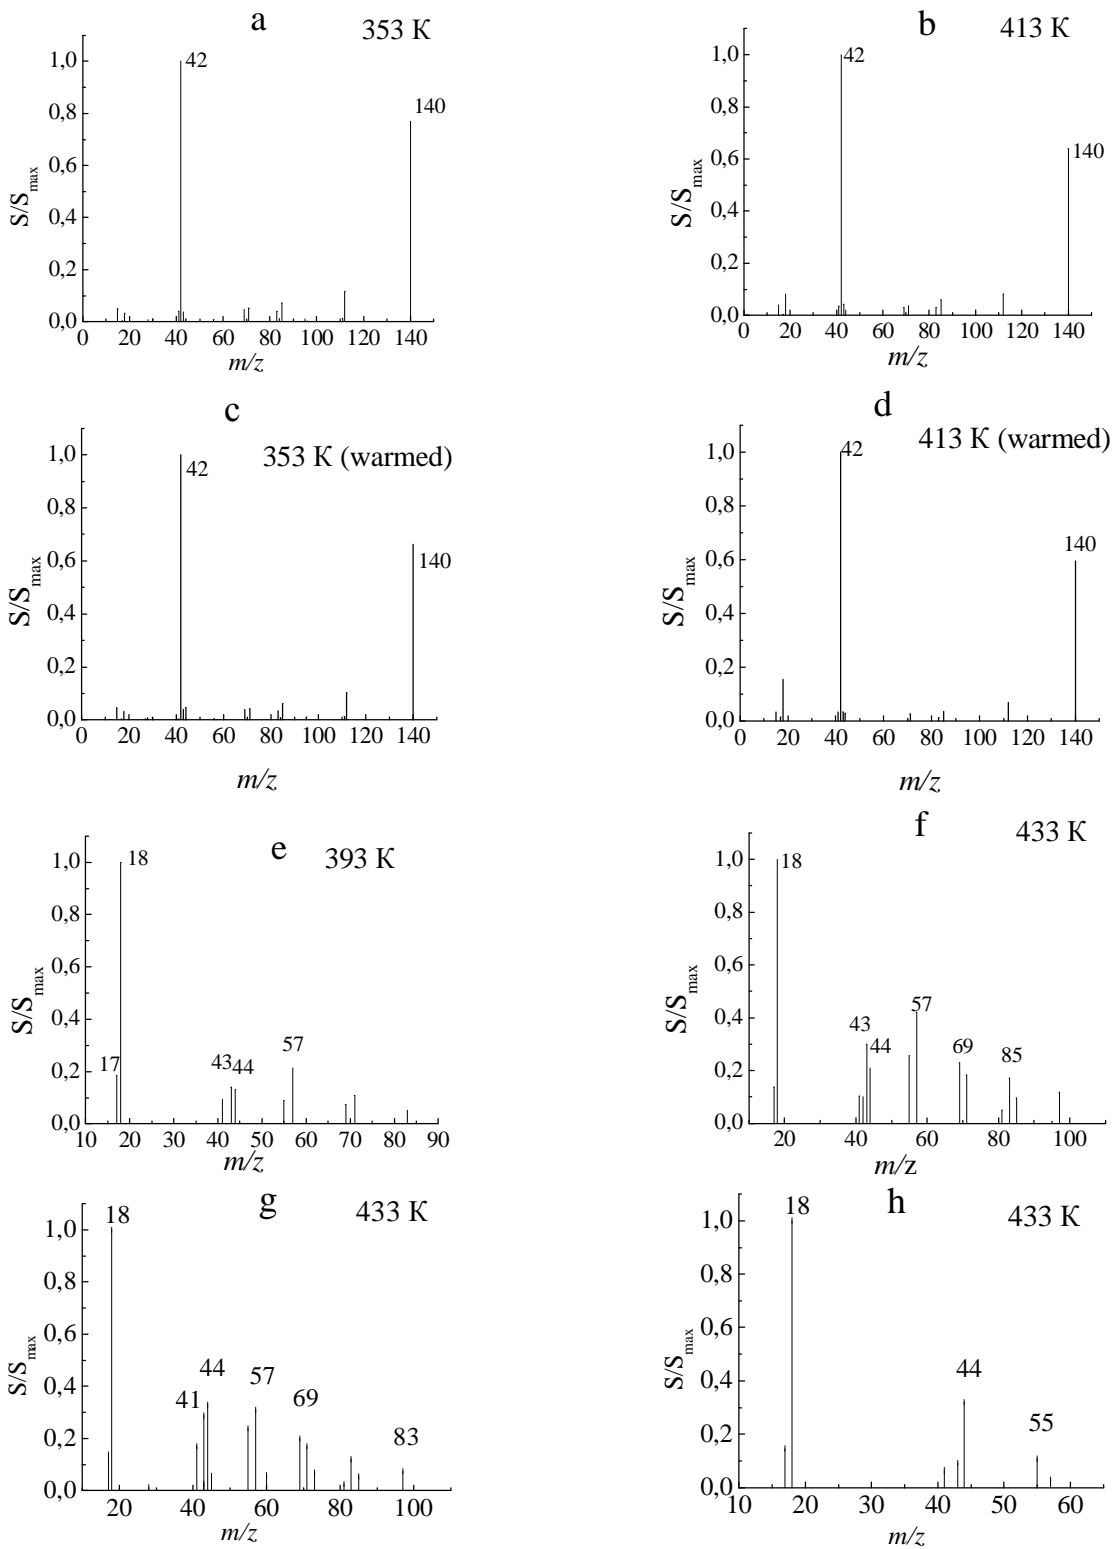 a 353 K
1,0
0,8
0,6
0,4
0,2
0,0
S/Smax
42
140
0 20 40 60 80 100 120 140
m/z
b 413 K
1,0
0,8
0,6
0,4
0,2
0,0
S/Smax
42
140
0 20 40 60 80 100 120 140
m/z
c
353 K (warmed)
1,0
0,8
0,6
0,4
0,2
0,0
S/Smax
42
140
0 20 40 60 80 100 120 140
m/z
d
413 K (warmed)
1,0
0,8
0,6
0,4
0,2
0,0
S/Smax
42
140
0 20 40 60 80 100 120 140
m/z
e 393 K
1,0
0,8
0,6
0,4
0,2
0,0
S/Smax
18
57
17 43 44
10 20 30 40 50 60 70 80 90
m/z
f 433 K
1,0
0,8
0,6
0,4
0,2
0,0
S/Smax
18
57
43
44 69 85
20 40 60 80 100
m/z
g 433 K
1,0
0,8
0,6
0,4
0,2
0,0
S/Smax
18
44 57
41 69
83
20 40 60 80 100
m/z
h 433 K
1,0
0,8
0,6
0,4
0,2
0,0
S/Smax
18
44
55
10 20 30 40 50 60
m/z